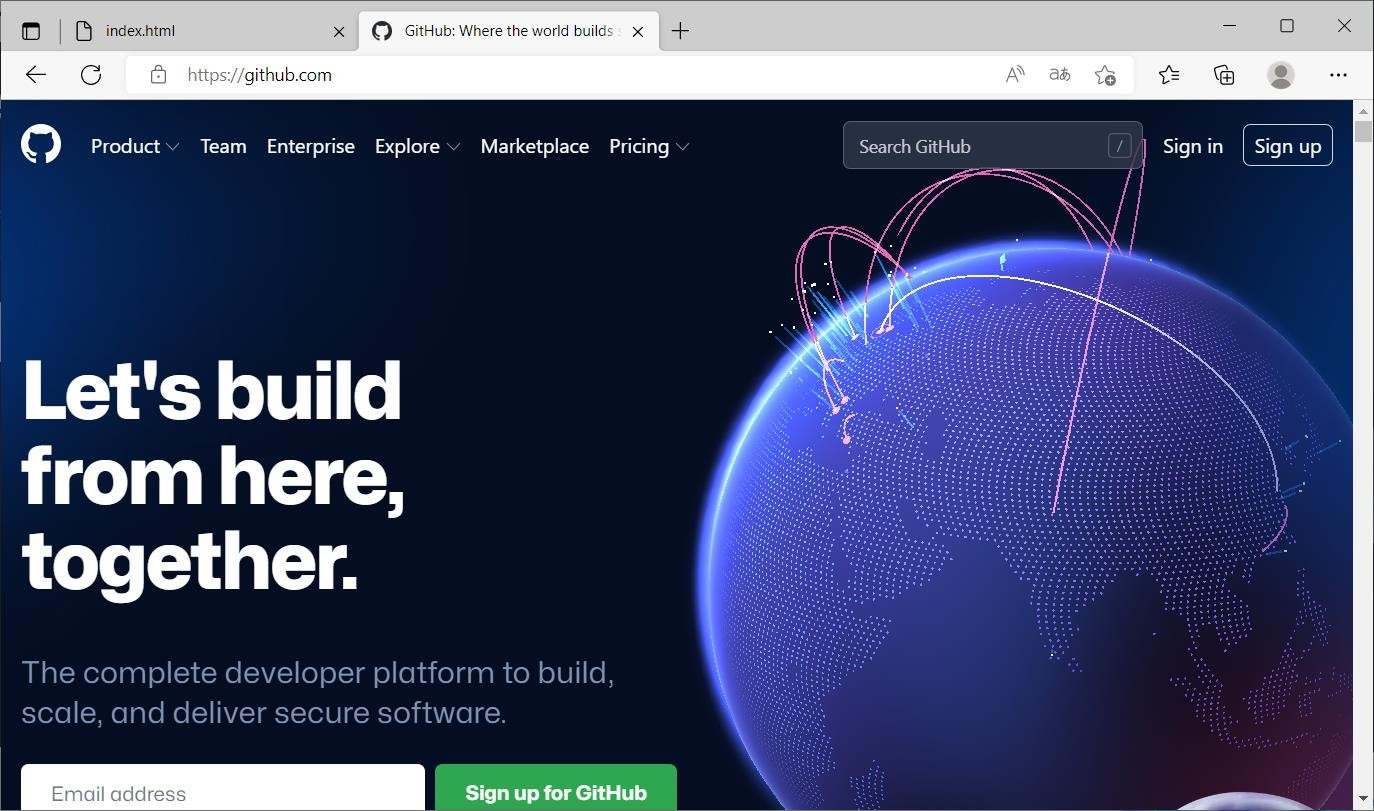 index.html
GitHub: Where the world builds
https://github.com
Product Team Enterprise Explore Marketplace Pricing Search GitHub / Sign in Sign up
Let's build
from here,
together.
The complete developer platform to build,
scale, and deliver secure software.
Email address Sign up for GitHub